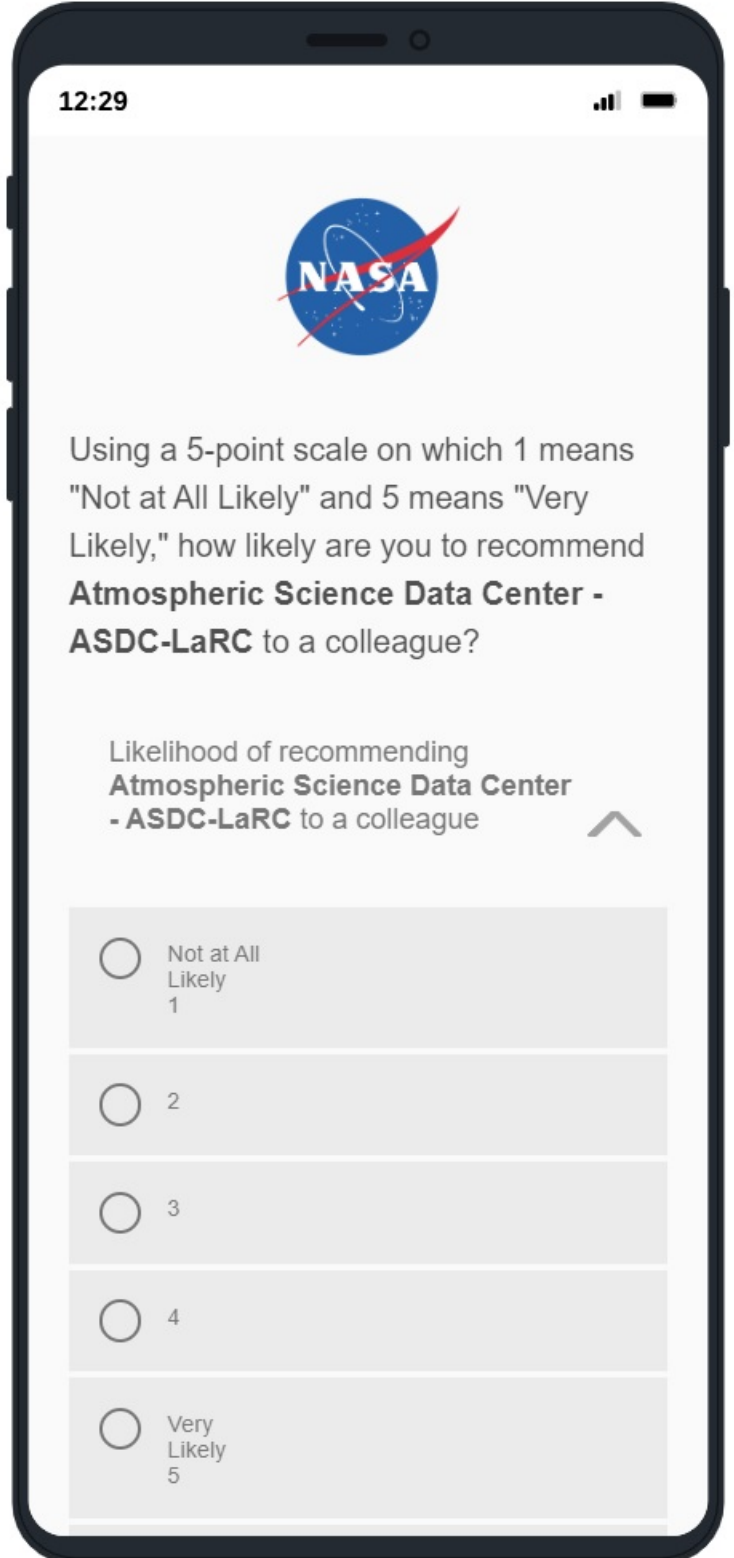 12:29
NASA
Using a 5-point scale on which 1 means
"Not at All Likely" and 5 means "Very
Likely," how likely are you to recommend
Atmospheric Science Data Center -
ASDC-LaRC to a colleague?
Likelihood of recommending
Atmospheric Science Data Center
- ASDC-LaRC to a colleague
Not at All
Likely
1
2
3
4
Very
Likely
5